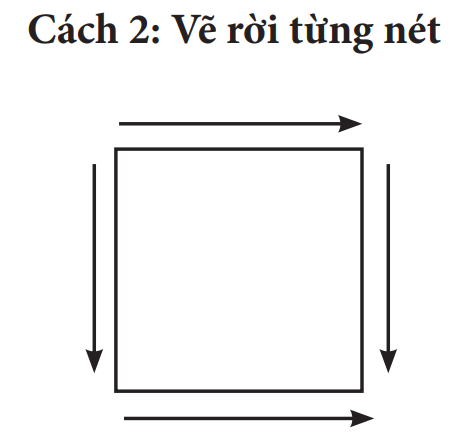 Cách 2: Vẽ rời từng nét